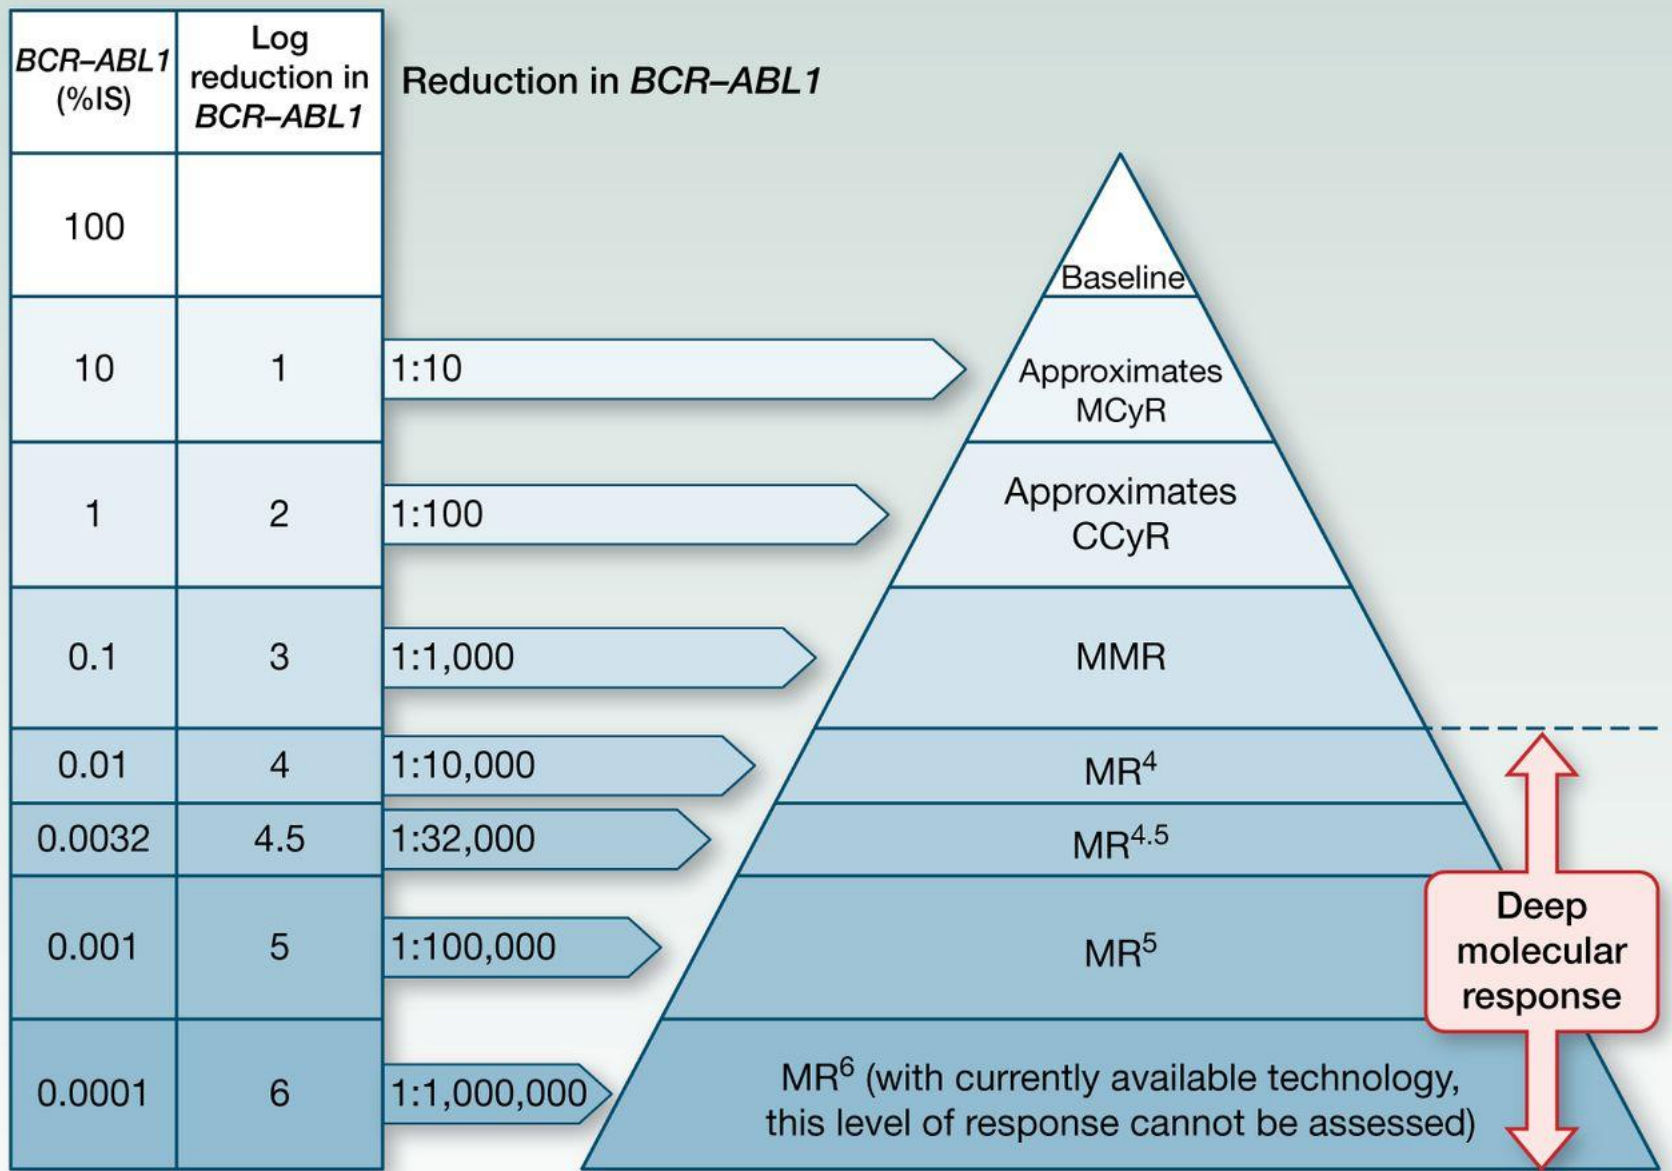 BCR–ABL1
(%IS)
Log
reduction in
BCR–ABL1
Reduction in BCR–ABL1
100
Baseline
10
1
1:10
Approximates
MCyR
1
2
1:100
Approximates
CCyR
0.1
3
1:1,000
MMR
0.01
4
1:10,000
MR⁴
0.0032
4.5
1:32,000
MR⁴·⁵
0.001
5
1:100,000
MR⁵
Deep
molecular
response
0.0001
6
1:1,000,000
MR⁶ (with currently available technology,
this level of response cannot be assessed)